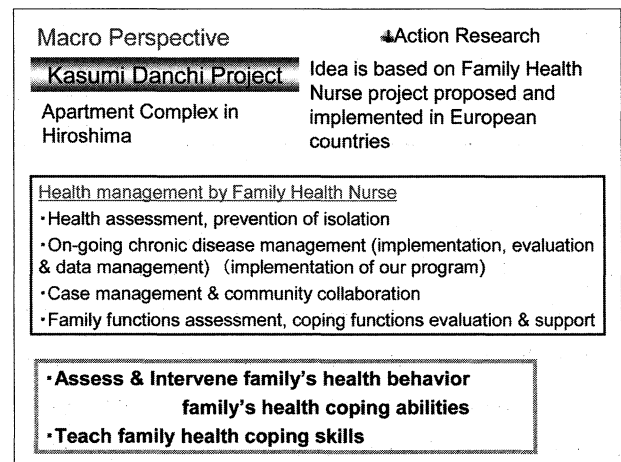 Macro Perspective
Kasumi Danchi Project
Apartment Complex in
Hiroshima
Action Research
Idea is based on Family Health
Nurse project proposed and
implemented in European
countries
Health management by Family Health Nurse
・Health assessment, prevention of isolation
・On-going chronic disease management (implementation, evaluation
& data management) (implementation of our program)
・Case management & community collaboration
・Family functions assessment, coping functions evaluation & support
・Assess & Intervene family's health behavior
family's health coping abilities
・Teach family health coping skills